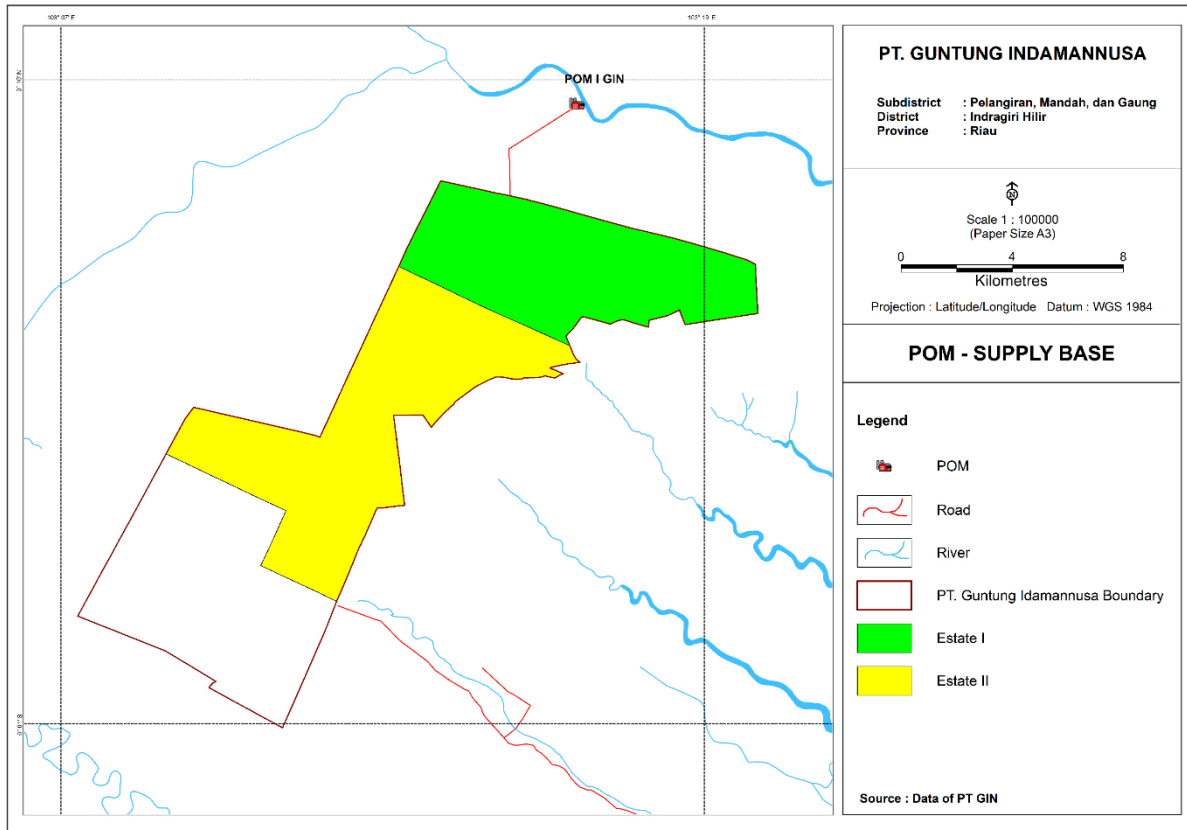 POM I GIN
PT. GUNTUNG INDAMANNUSA
Subdistrict : Pelangiran, Mandah, dan Gaung
District : Indragiri Hilir
Province : Riau
N
Scale 1 : 100000
(Paper Size A3)
0 4 8
Kilometres
Projection : Latitude/Longitude Datum : WGS 1984
POM - SUPPLY BASE
Legend
POM
Road
River
PT. Guntung Idamannusa Boundary
Estate I
Estate II
Source : Data of PT GIN